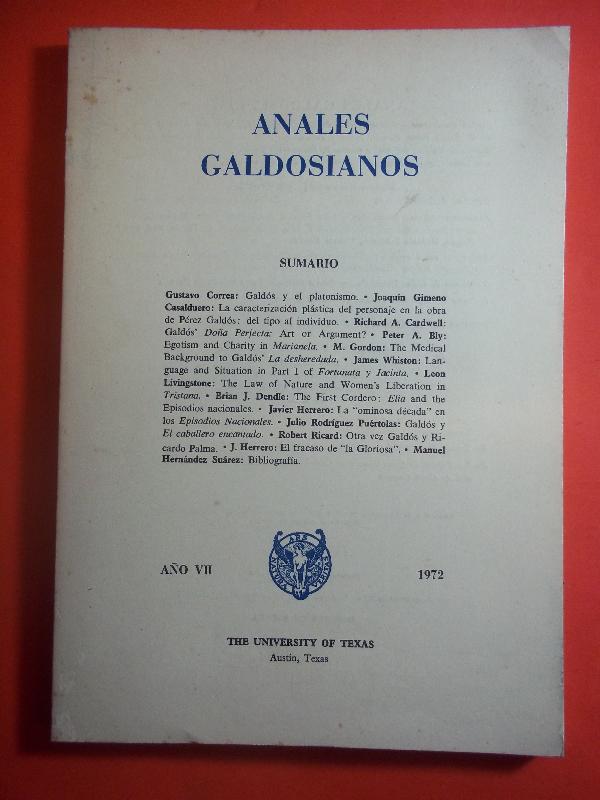 ANALES
GALDOSIANOS
SUMARIO
Gustavo Correa: Galdós y el platonismo. • Joaquín Gimeno
Casalduero: La caracterización plástica del personaje en la obra
de Pérez Galdós: del tipo al individuo. • Richard A. Cardwell:
Galdós' Doña Perfecta: Art or Argument? • Peter A. Bly:
Egotism and Charity in Marianela. • M. Gordon: The Medical
Background to Galdós' La desheredada. • James Whiston: Lan-
guage and Situation in Part 1 of Fortunata y Jacinta. • Leon
Livingstone: The Law of Nature and Women's Liberation in
Tristana. • Brian J. Dendle: The First Cordero: Elia and the
Episodios nacionales. • Javier Herrero: La "ominosa década" en
los Episodios Nacionales. • Julio Rodríguez Puértolas: Galdós y
El caballero encantado. • Robert Ricard: Otra vez Galdós y Ri-
cardo Palma. • J. Herrero: El fracaso de "la Gloriosa". • Manuel
Hernández Suárez: Bibliografía.
ARS
NATURA
VERITAS
AÑO VII
1972
THE UNIVERSITY OF TEXAS
Austin, Texas